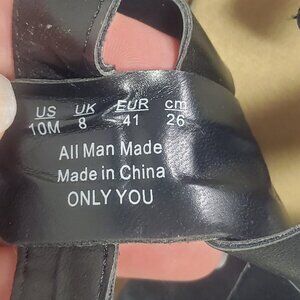 US UK EUR cm
10M 8 41 26
All Man Made
Made in China
ONLY YOU